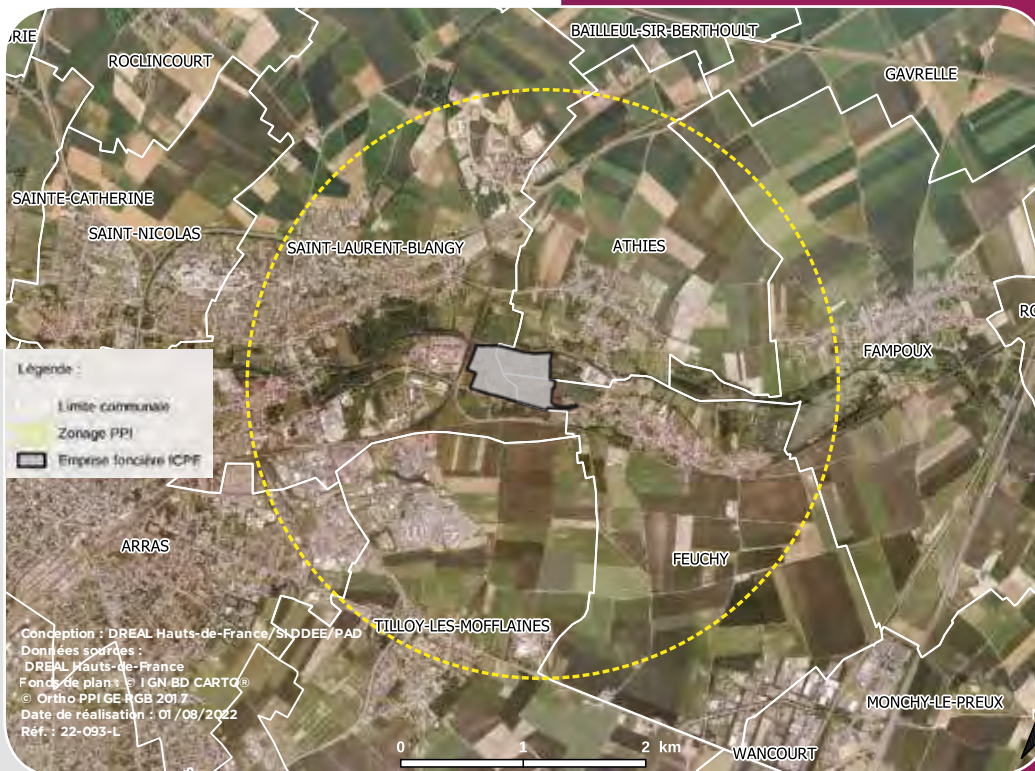 BAILLEUL-SIR-BERTHOULT
ROCLINCOURT
GAVRELLE
SAINTE-CATHERINE
SAINT-NICOLAS
SAINT-LAURENT-BLANGY
ATHIES
FAMPOUX
Légende :
Limite communale
Zonage PPI
Emprise foncière ICPE
ARRAS
FEUCHY
TILLOY-LES-MOFFLAINES
Conception : DREAL Hauts-de-France/SIDDEE/PAD
Données sources :
DREAL Hauts-de-France
Fonds de plan : © IGN BD CARTO®
© Ortho PPIGE RGB 2017
Date de réalisation : 01/08/2022
Réf. : 22-093-L
MONCHY-LE-PREUX
WANCOURT
0 1 2 km